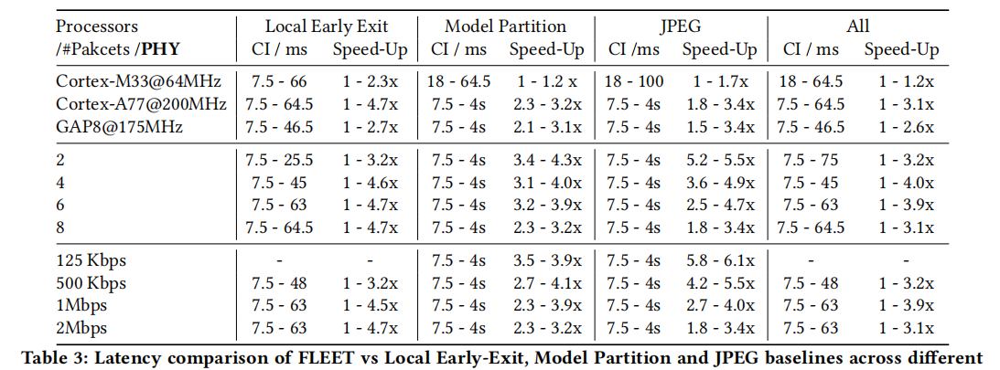 Processors Local Early Exit Model Partition JPEG All
/#Pakcets /PHY CI / ms Speed-Up CI / ms Speed-Up CI /ms Speed-Up CI / ms Speed-Up
Cortex-M33@64MHz 7.5 - 66 1 - 2.3x 18 - 64.5 1 - 1.2 x 18 - 100 1 - 1.7x 18 - 64.5 1 - 1.2x
Cortex-A77@200MHz 7.5 - 64.5 1 - 4.7x 7.5 - 4s 2.3 - 3.2x 7.5 - 4s 1.8 - 3.4x 7.5 - 64.5 1 - 3.1x
GAP8@175MHz 7.5 - 46.5 1 - 2.7x 7.5 - 4s 2.1 - 3.1x 7.5 - 4s 1.5 - 3.4x 7.5 - 46.5 1 - 2.6x
2 7.5 - 25.5 1 - 3.2x 7.5 - 4s 3.4 - 4.3x 7.5 - 4s 5.2 - 5.5x 7.5 - 75 1 - 3.2x
4 7.5 - 45 1 - 4.6x 7.5 - 4s 3.1 - 4.0x 7.5 - 4s 3.6 - 4.9x 7.5 - 45 1 - 4.0x
6 7.5 - 63 1 - 4.7x 7.5 - 4s 3.2 - 3.9x 7.5 - 4s 2.5 - 4.7x 7.5 - 63 1 - 3.9x
8 7.5 - 64.5 1 - 4.7x 7.5 - 4s 2.3 - 3.2x 7.5 - 4s 1.8 - 3.4x 7.5 - 64.5 1 - 3.1x
125 Kbps - - 7.5 - 4s 3.5 - 3.9x 7.5 - 4s 5.8 - 6.1x - -
500 Kbps 7.5 - 48 1 - 3.2x 7.5 - 4s 2.7 - 4.1x 7.5 - 4s 4.2 - 5.5x 7.5 - 48 1 - 3.2x
1Mbps 7.5 - 63 1 - 4.5x 7.5 - 4s 2.3 - 3.9x 7.5 - 4s 2.7 - 4.0x 7.5 - 63 1 - 3.9x
2Mbps 7.5 - 63 1 - 4.7x 7.5 - 4s 2.3 - 3.2x 7.5 - 4s 1.8 - 3.4x 7.5 - 63 1 - 3.1x
Table 3: Latency comparison of FLEET vs Local Early-Exit, Model Partition and JPEG baselines across different